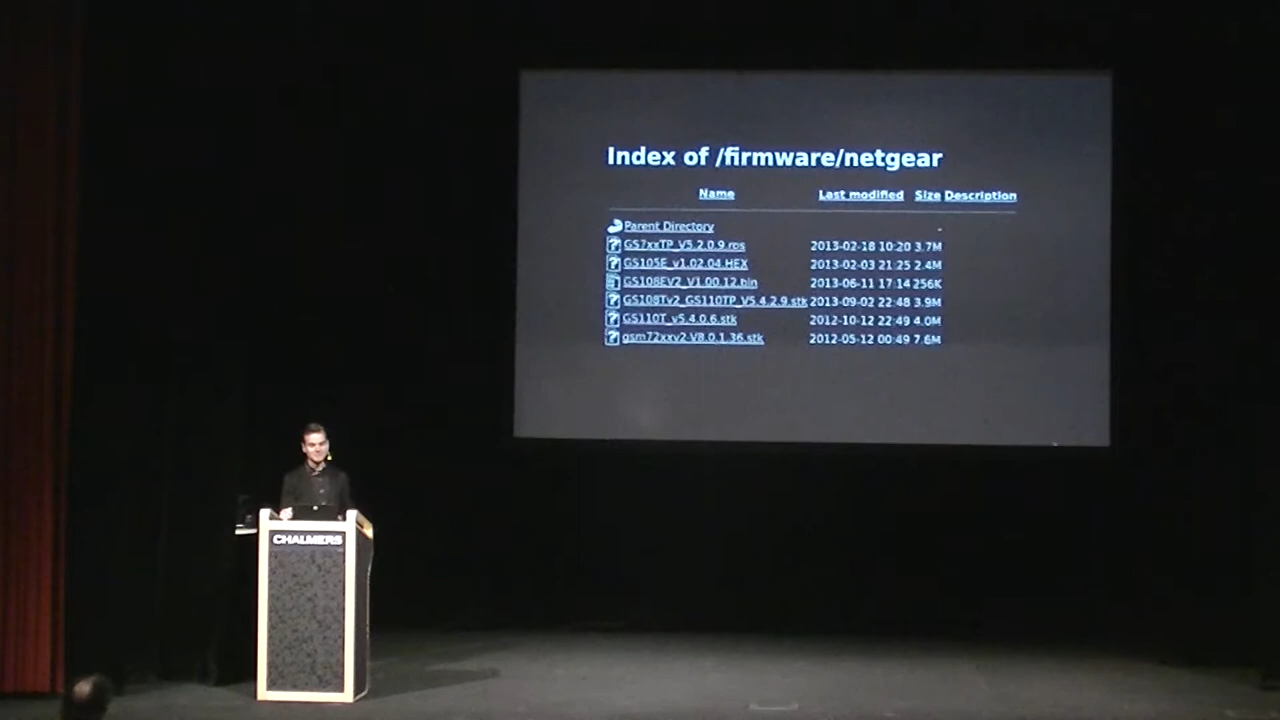 Index of /firmware/netgear
Name Last modified Size Description
Parent Directory -
GS7xxTP_V5.2.0.9.ros 2013-02-18 10:20 3.7M
GS105E_v1.02.04.HEX 2013-02-03 21:25 2.4M
GS108EV2_V1.00.12.bin 2013-06-11 17:14 256K
GS108Tv2_GS110TP_V5.4.2.9.stk 2013-09-02 22:48 3.9M
GS110T_v5.4.0.6.stk 2012-10-12 22:49 4.0M
gsm72xxv2-V8.0.1.36.stk 2012-05-12 00:49 7.6M
CHALMERS